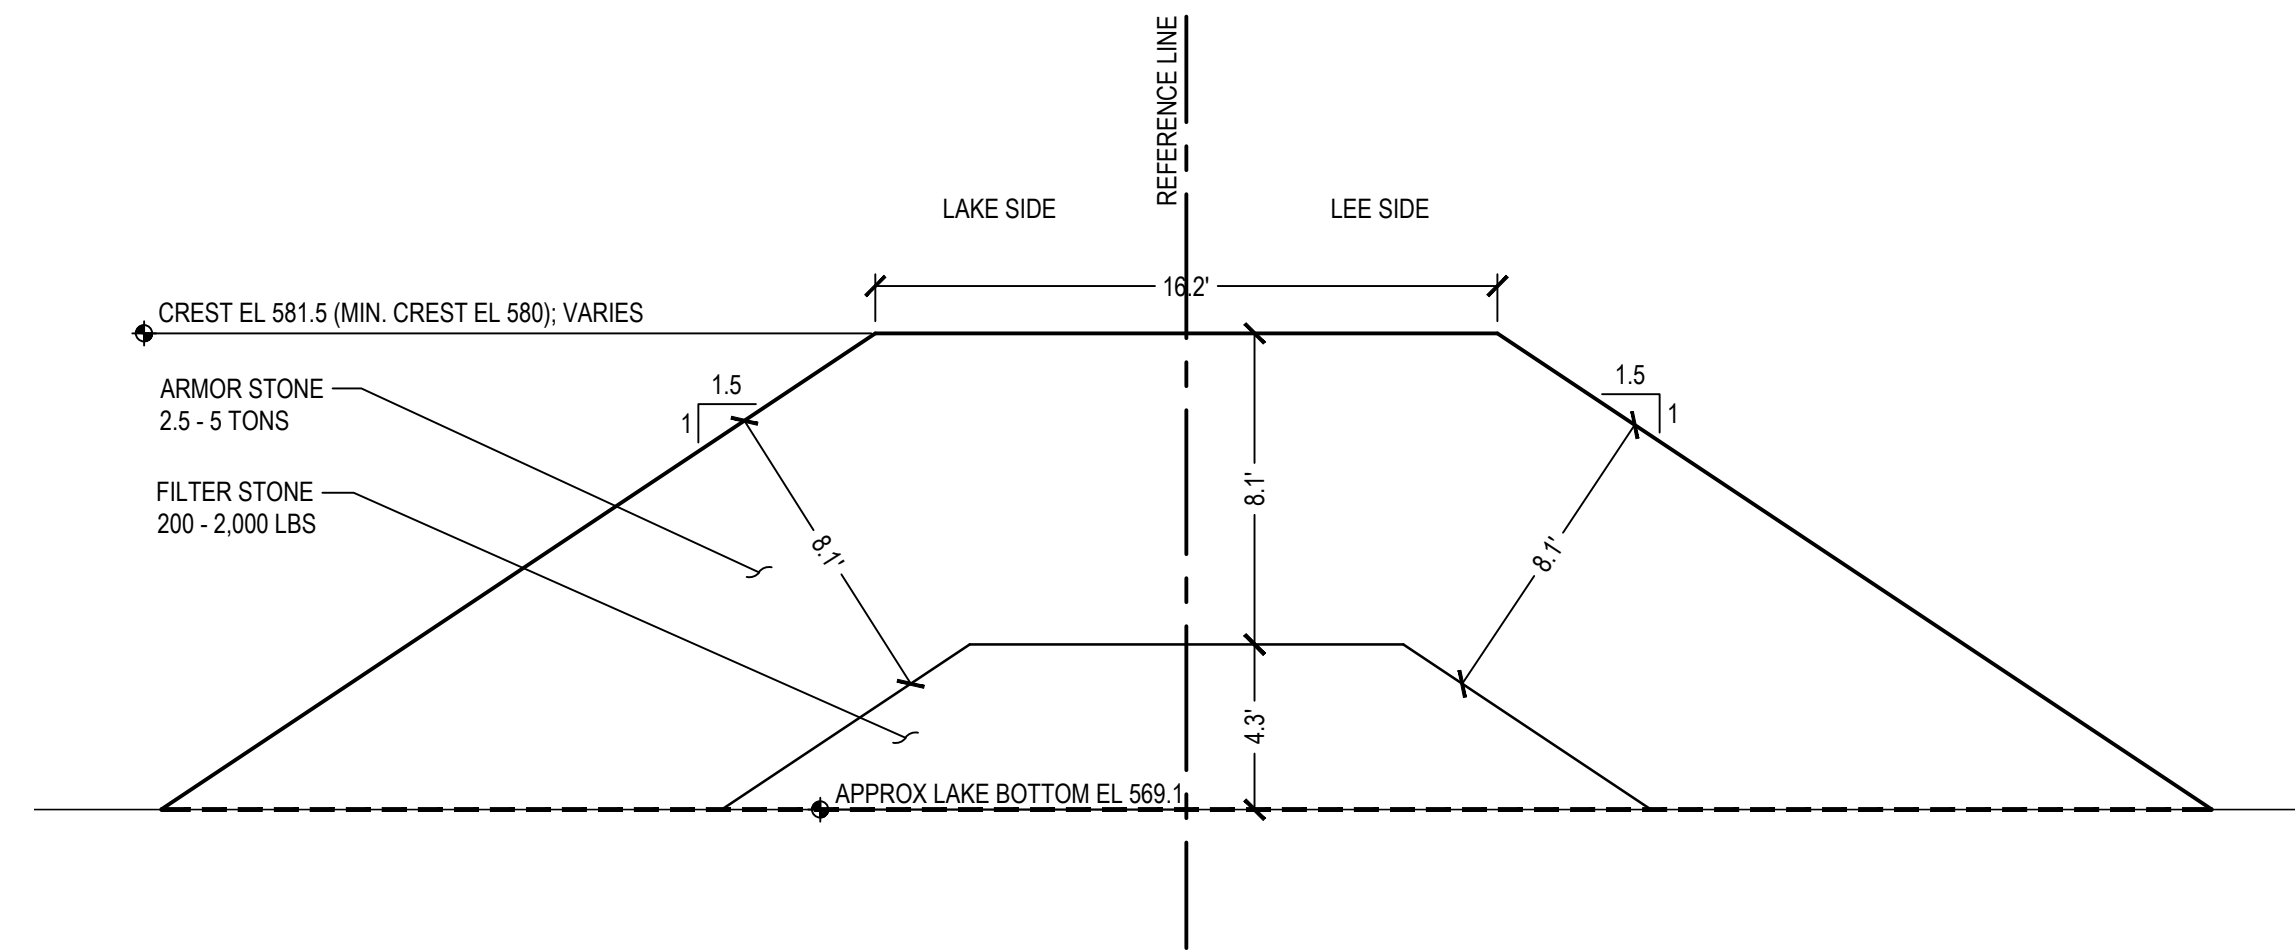 REFERENCE LINE
LAKE SIDE
LEE SIDE
16.2'
CREST EL 581.5 (MIN. CREST EL 580); VARIES
ARMOR STONE
2.5 - 5 TONS
1.5
1
1.5
1
FILTER STONE
200 - 2,000 LBS
8.1'
8.1'
8.1'
4.3'
APPROX LAKE BOTTOM EL 569.1